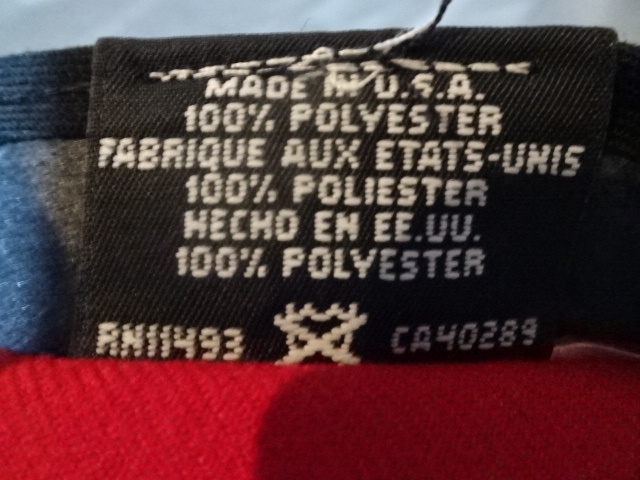 MADE IN U.S.A.
100% POLYESTER
FABRIQUE AUX ETATS-UNIS
100% POLIESTER
HECHO EN EE.UU.
100% POLYESTER
RN11493 CA40289